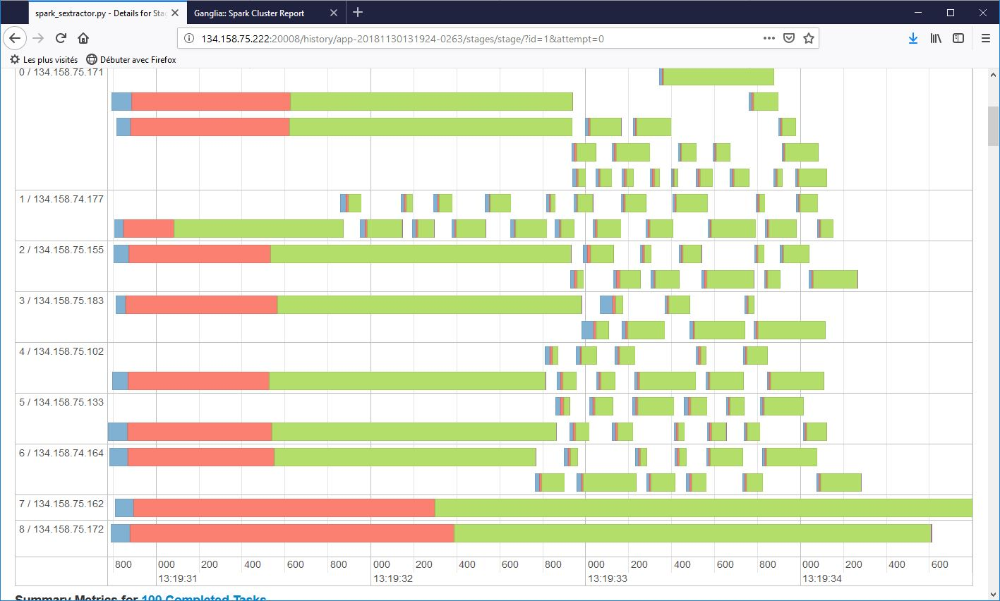 spark_sextractor.py - Details for Stag
Ganglia:: Spark Cluster Report
134.158.75.222:20008/history/app-20181130131924-0263/stages/stage/?id=1&attempt=0
Les plus visités
Débuter avec Firefox
0 / 134.158.75.171
1 / 134.158.74.177
2 / 134.158.75.155
3 / 134.158.75.183
4 / 134.158.75.102
5 / 134.158.75.133
6 / 134.158.74.164
7 / 134.158.75.162
8 / 134.158.75.172
800 000 200 400 600 800 000 200 400 600 800 000 200 400 600 800 000 200 400 600
13:19:31 13:19:32 13:19:33 13:19:34
Summary Metrics for 100 Completed Tasks